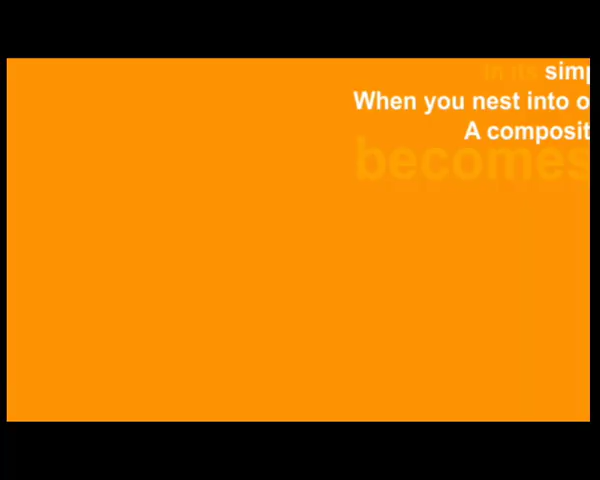 In its simp
When you nest into o
A composit
becomes